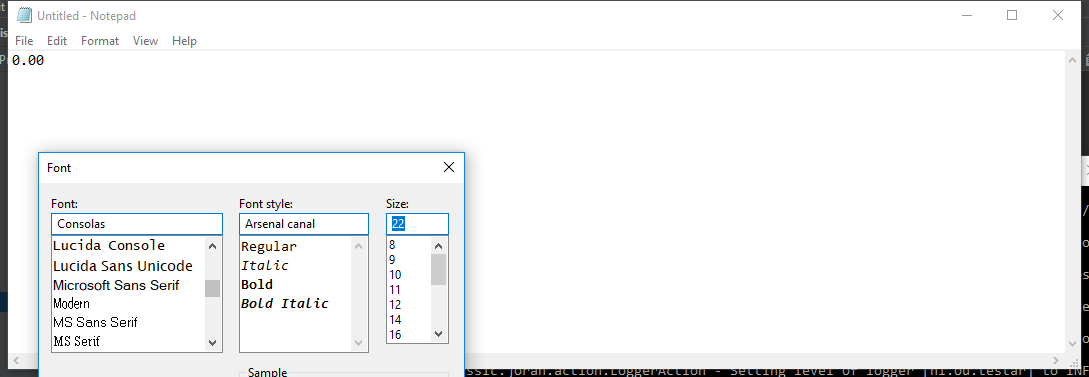 Untitled - Notepad
File Edit Format View Help
0.00
Font
Font: Font style: Size:
Consolas Arsenal canal 22
Lucida Console
Lucida Sans Unicode
Microsoft Sans Serif
Modern
MS Sans Serif
MS Serif
Regular
Italic
Bold
Bold Italic
8
9
10
11
12
14
16
Sample
ssic.joran.action.LoggerAction - Setting level of logger [nl.ou.testar] to INF